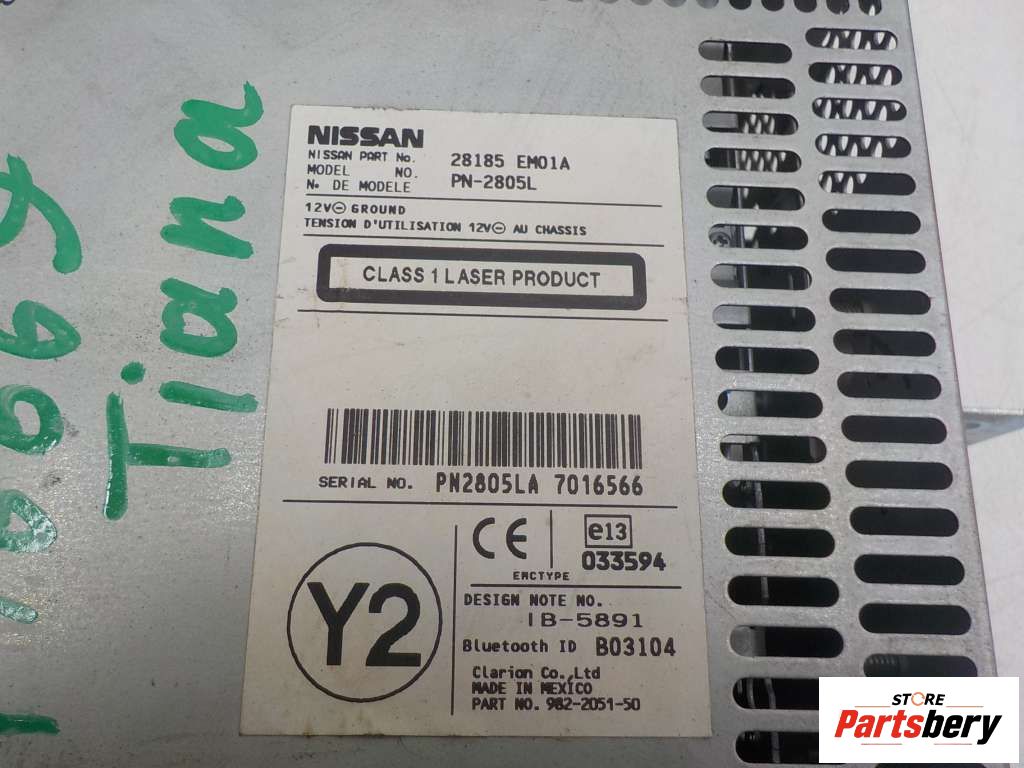 Tiana
NISSAN
NISSAN PART No. 28185 EM01A
MODEL NO. PN-2805L
N° DE MODELE
12V⊖ GROUND
TENSION D'UTILISATION 12V⊖ AU CHASSIS
CLASS 1 LASER PRODUCT
SERIAL NO. PN2805LA 7016566
Y2
CE
e13
033594
EMCTYPE
DESIGN NOTE NO.
IB-5891
Bluetooth ID B03104
Clarion Co.,Ltd
MADE IN MEXICO
PART NO. 982-2051-50
STORE
Partsbery